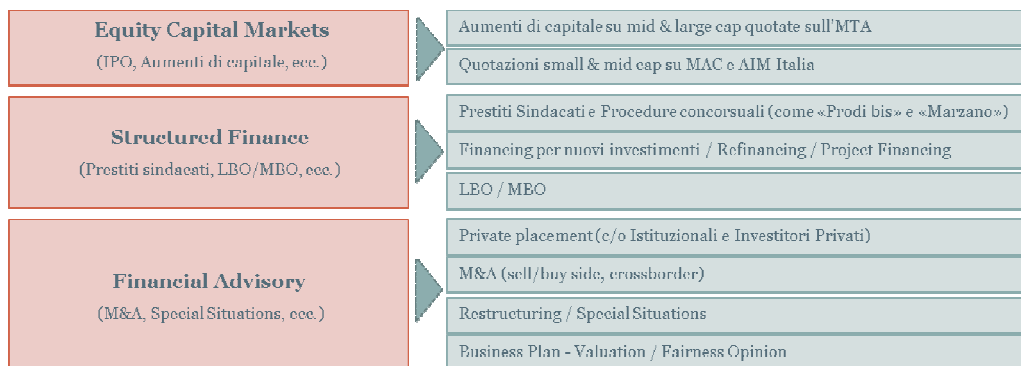 Equity Capital Markets
(IPO, Aumenti di capitale, ecc.)
Aumenti di capitale su mid & large cap quotate sull'MTA
Quotazioni small & mid cap su MAC e AIM Italia
Structured Finance
(Prestiti sindacati, LBO/MBO, ecc.)
Prestiti Sindacati e Procedure concorsuali (come «Prodi bis» e «Marzano»)
Financing per nuovi investimenti / Refinancing / Project Financing
LBO / MBO
Financial Advisory
(M&A, Special Situations, ecc.)
Private placement (c/o Istituzionali e Investitori Privati)
M&A (sell/buy side, crossborder)
Restructuring / Special Situations
Business Plan - Valuation / Fairness Opinion